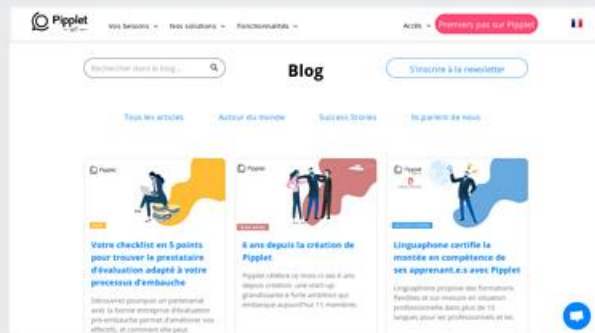 Pipplet
Vos besoins Nos solutions Fonctionnalités Accès Premiers pas sur Pipplet
Rechercher dans le blog ...
Blog
S'inscrire à la newsletter
Tous les articles Autour du monde Success Stories Ils parlent de nous
Pipplet
Pipplet
Pipplet
Votre checklist en 5 points
pour trouver le prestataire
d'évaluation adapté à votre
processus d'embauche
Découvrez pourquoi un partenariat
avec la bonne entreprise d'évaluation
pré-embauche permet d'améliorer vos
effectifs, et comment elle peut
6 ans depuis la création de
Pipplet
Pipplet célèbre ce mois-ci ses 6 ans
depuis création, une start-up
grandissante à forte ambition qui
embarque aujourd'hui 11 membres
Linguaphone certifie la
montée en compétence de
ses apprenant.e.s avec Pipplet
Linguaphone propose des formations
flexibles et sur-mesure en situation
professionnelle dans plus de 10
langues pour les professionnels et les